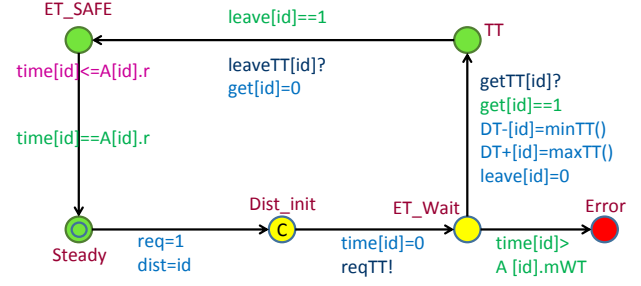 ET_SAFE
leave[id]==1
TT
time[id]<=A[id].r
leaveTT[id]?
get[id]=0
getTT[id]?
get[id]==1
DT-[id]=minTT()
DT+[id]=maxTT()
leave[id]=0
time[id]==A[id].r
Dist_init
ET_Wait
Error
C
Steady
req=1
dist=id
time[id]=0
reqTT!
time[id]>
A [id].mWT